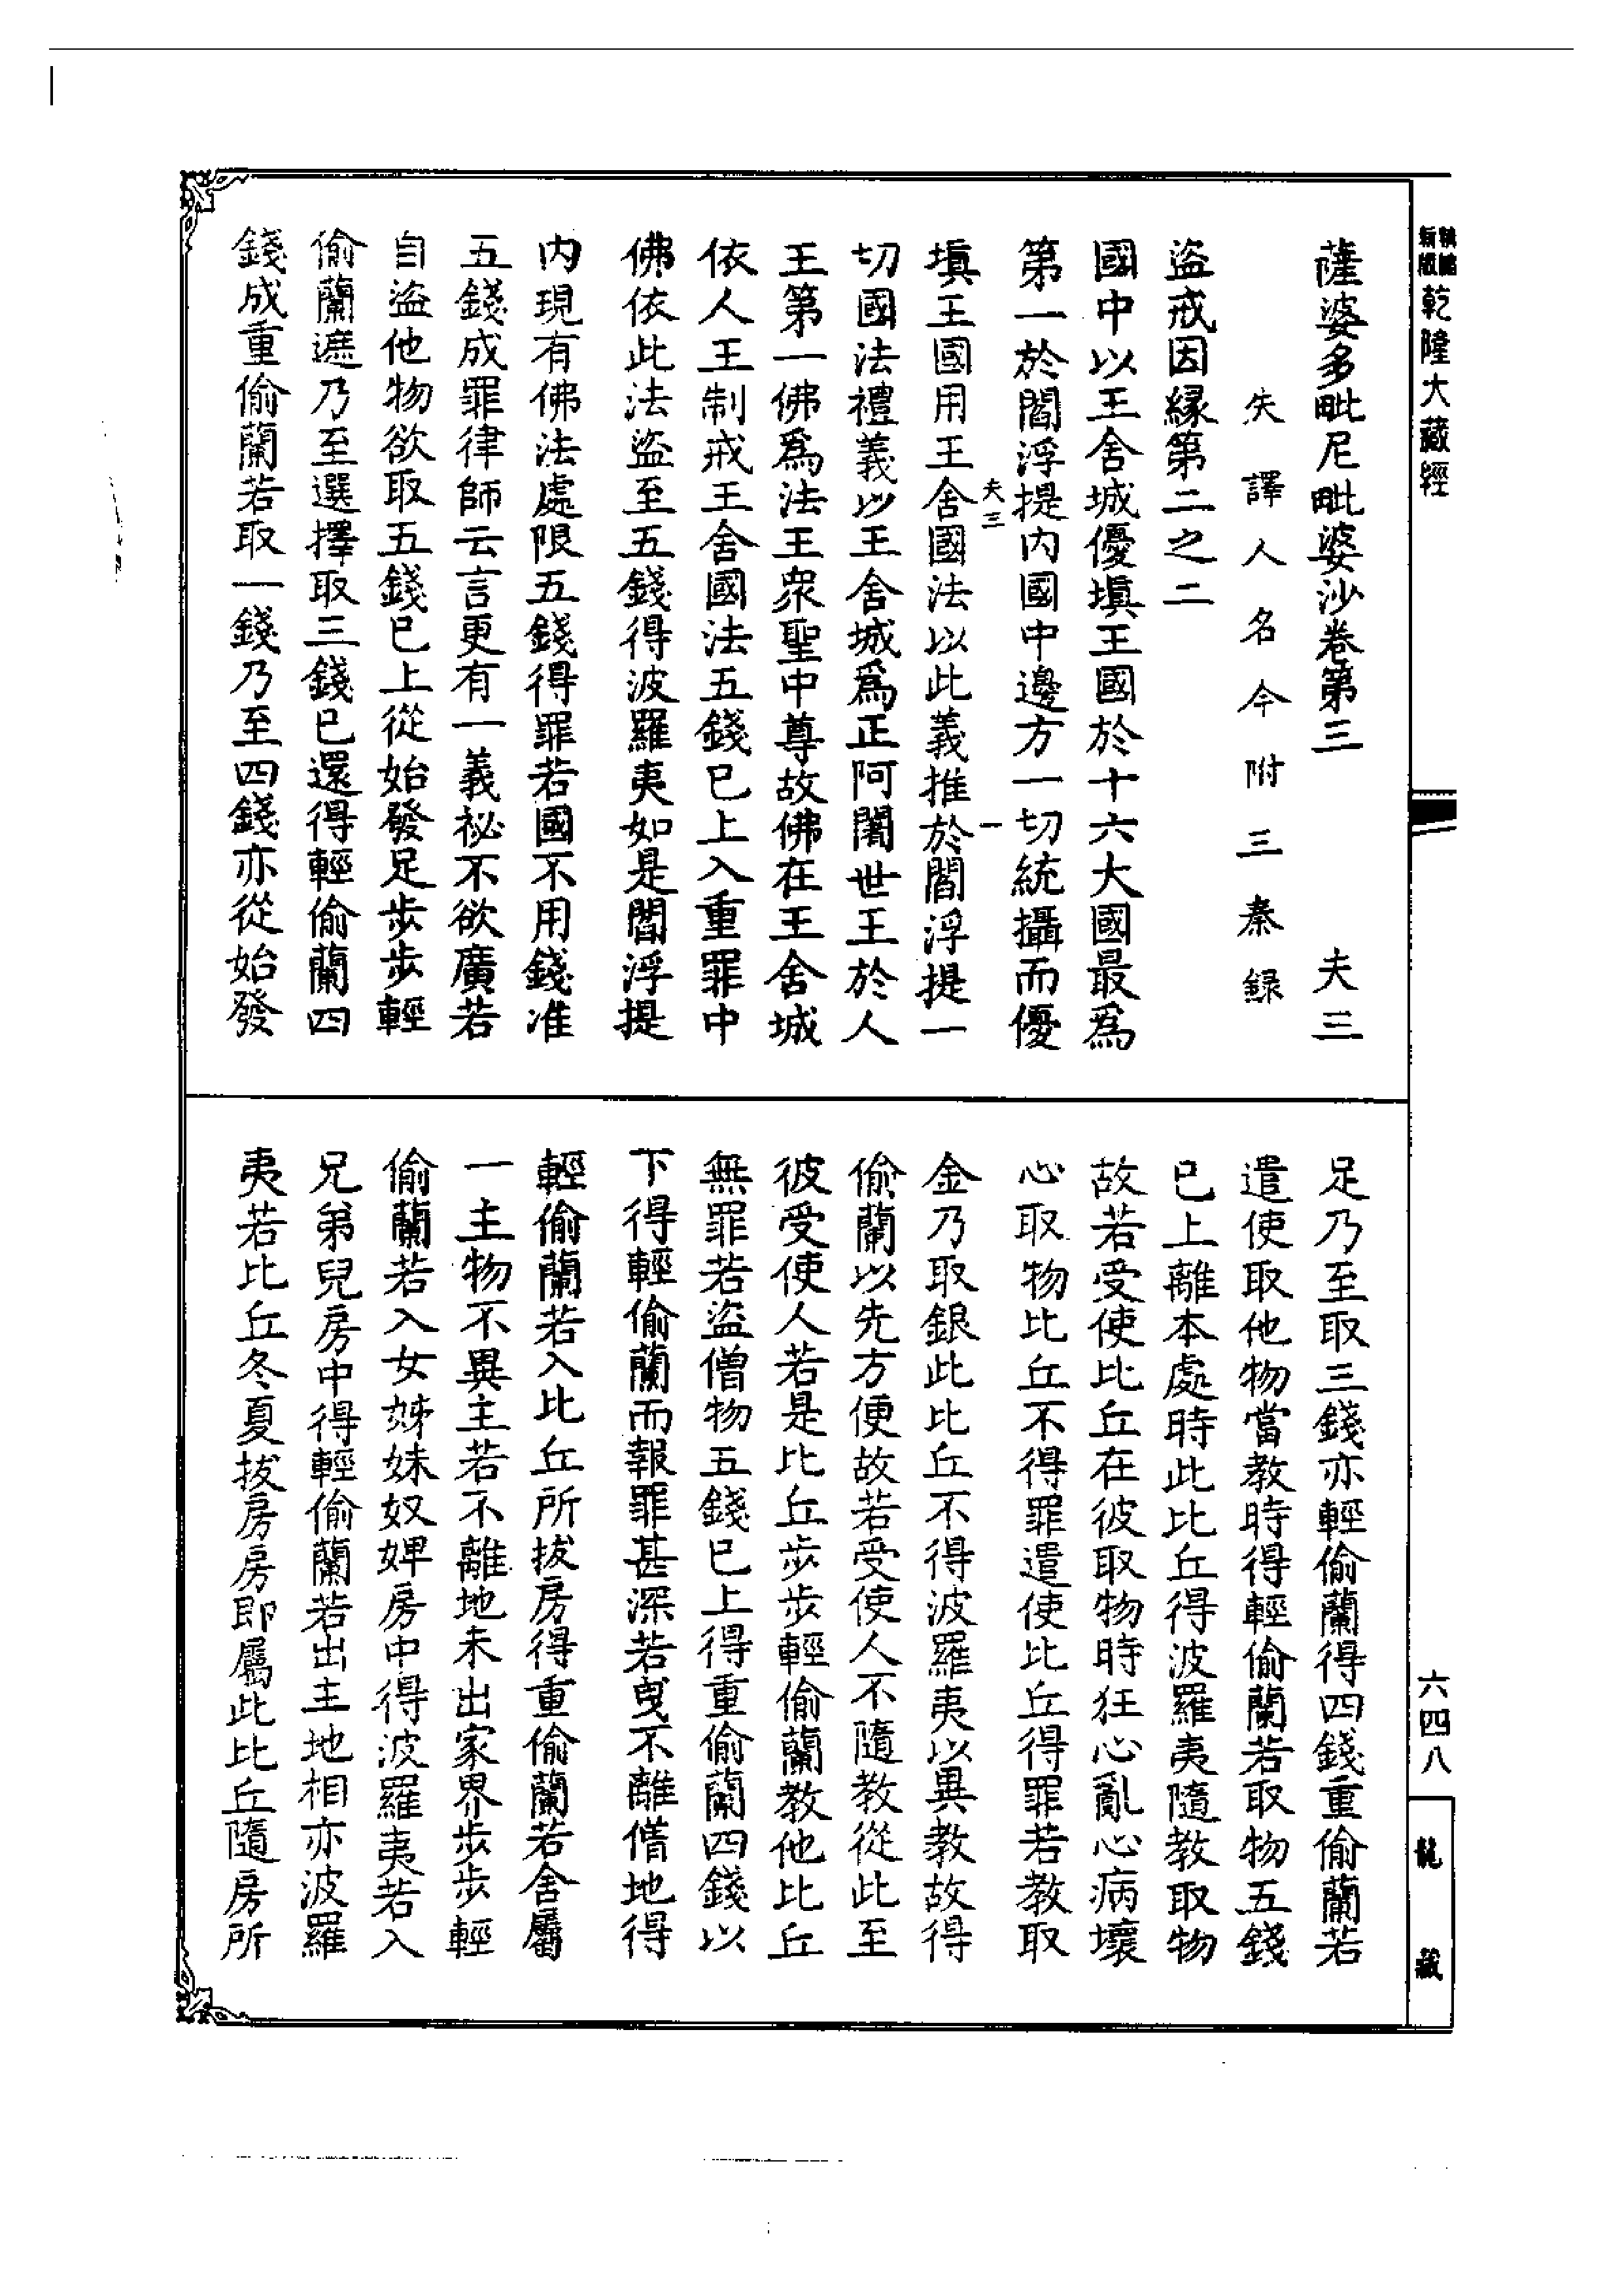 新版
乾隆大藏經
薩婆多毗尼毗婆沙卷第三　夫三
失譯人名今附三秦録
盗戒因縁第二之二
國中以王舍城優塡王國於十六大國最爲
第一於閻浮提内國中邊方一切統攝而優
夫三　一
塡王國用王舍國法以此義推於閻浮提一
切國法禮義以王舍城爲正阿闍世王於人
王第一佛爲法王衆聖中尊故佛在王舍城
依人王制戒王舍國法五錢已上入重罪中
佛依此法盗至五錢得波羅夷如是閻浮提
内現有佛法處限五錢得罪若國不用錢准
五錢成罪律師云言更有一義祕不欲廣若
自盗他物欲取五錢已上從始發足步步輕
偷蘭遮乃至選擇取三錢已還得輕偷蘭四
錢成重偷蘭若取一錢乃至四錢亦從始發
足乃至取三錢亦輕偷蘭得四錢重偷蘭若
遣使取他物當教時得輕偷蘭若取物五錢
已上離本處時此比丘得波羅夷隨教取物
故若受使比丘在彼取物時狂心亂心病壞
心取物比丘不得罪遣使比丘得罪若教取
金乃取銀此比丘不得波羅夷以異教故得
偷蘭以先方便故若受使人不隨教從此至
彼受使人若是比丘步步輕偷蘭教他比丘
無罪若盗僧物五錢已上得重偷蘭四錢以
下得輕偷蘭而報罪甚深若曳不離僧地得
輕偷蘭若入比丘所拔房得重偷蘭若舍屬
一主物不異主若不離地未出家界步步輕
偷蘭若入女姊妹奴婢房中得波羅夷若入
兄弟兒房中得輕偷蘭若出主地相亦波羅
夷若比丘冬夏拔房房即屬此比丘隨房所
六四八
龍藏